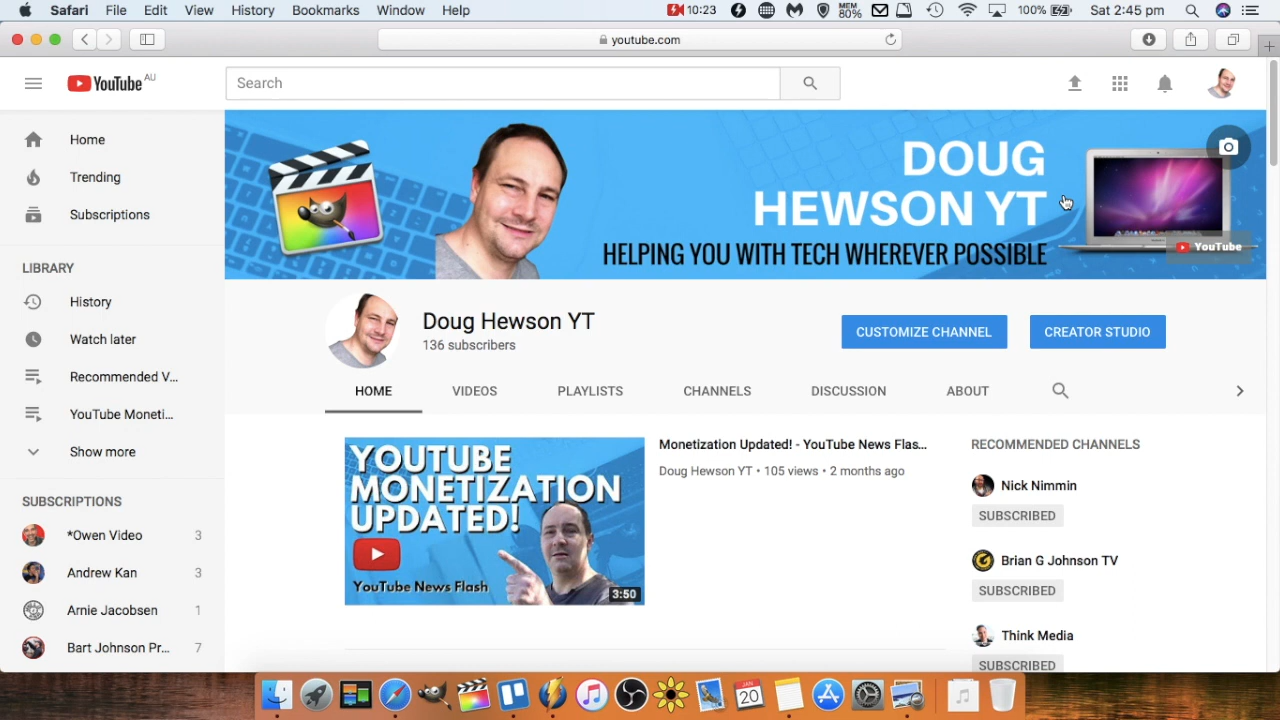 Safari File Edit View History Bookmarks Window Help 10:23 MEM 80% 100% Sat 2:45 pm
youtube.com
YouTube AU
Search
Home
Trending
Subscriptions
LIBRARY
History
Watch later
Recommended V...
YouTube Moneti...
Show more
SUBSCRIPTIONS
*Owen Video 3
Andrew Kan 3
Arnie Jacobsen 1
Bart Johnson Pr... 7
DOUG
HEWSON YT
HELPING YOU WITH TECH WHEREVER POSSIBLE
YouTube
Doug Hewson YT
136 subscribers
CUSTOMIZE CHANNEL
CREATOR STUDIO
HOME VIDEOS PLAYLISTS CHANNELS DISCUSSION ABOUT
YOUTUBE
MONETIZATION
UPDATED!
YouTube News Flash
3:50
Monetization Updated! - YouTube News Flas...
Doug Hewson YT • 105 views • 2 months ago
RECOMMENDED CHANNELS
Nick Nimmin
SUBSCRIBED
Brian G Johnson TV
SUBSCRIBED
Think Media
SUBSCRIBED
JAN
20